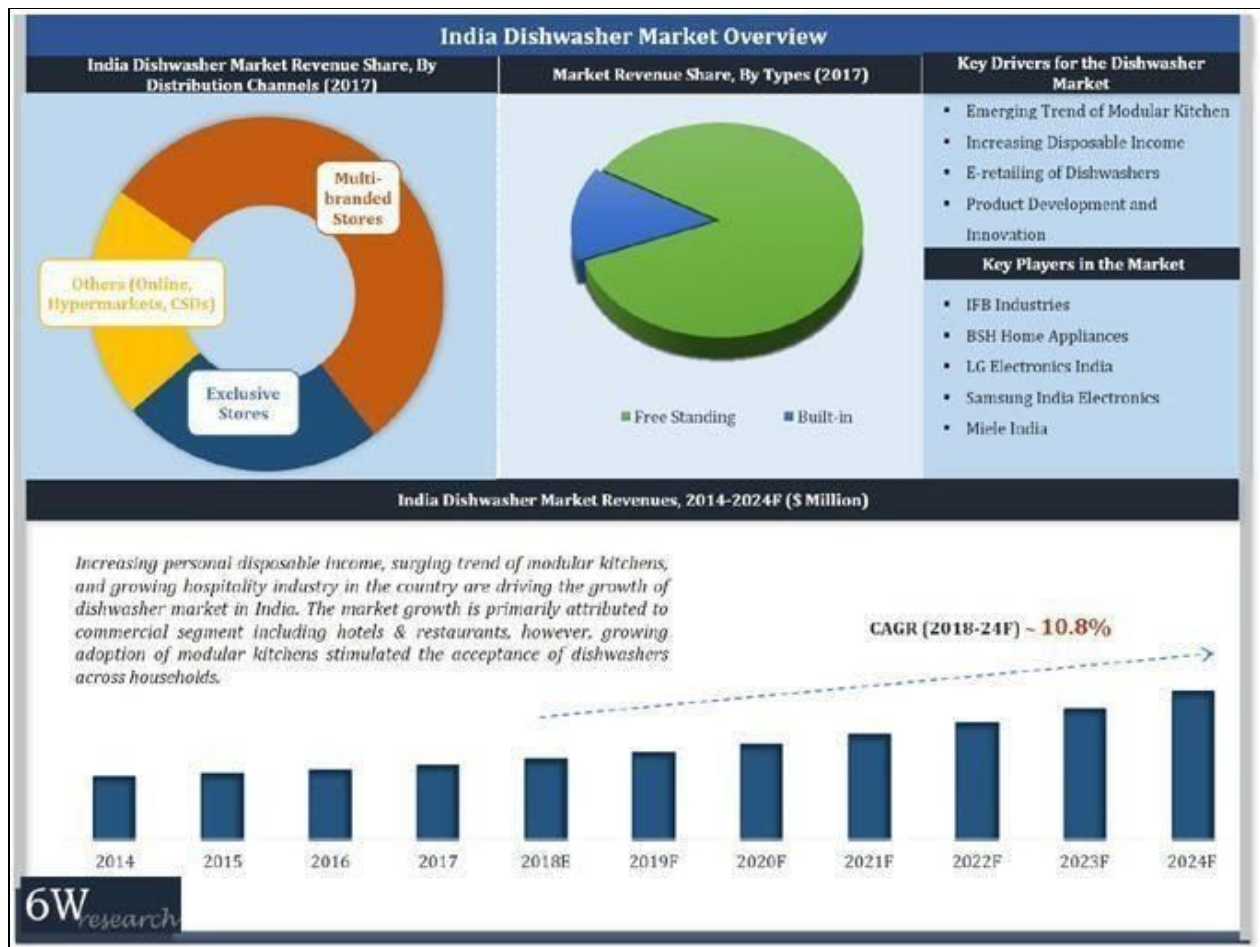 India Dishwasher Market Overview
India Dishwasher Market Revenue Share, By
Distribution Channels (2017)
Multi-
branded
Stores
Others (Online,
Hypermarkets, CSDs)
Exclusive
Stores
Market Revenue Share, By Types (2017)
Free Standing
Built-in
Key Drivers for the Dishwasher
Market
▪ Emerging Trend of Modular Kitchen
▪ Increasing Disposable Income
▪ E-retailing of Dishwashers
▪ Product Development and
Innovation
Key Players in the Market
▪ IFB Industries
▪ BSH Home Appliances
▪ LG Electronics India
▪ Samsung India Electronics
▪ Miele India
India Dishwasher Market Revenues, 2014-2024F ($ Million)
Increasing personal disposable income, surging trend of modular kitchens,
and growing hospitality industry in the country are driving the growth of
dishwasher market in India. The market growth is primarily attributed to
commercial segment including hotels & restaurants, however, growing
adoption of modular kitchens stimulated the acceptance of dishwashers
across households.
CAGR (2018-24F) ~ 10.8%
2014 2015 2016 2017 2018E 2019F 2020F 2021F 2022F 2023F 2024F
6Wresearch